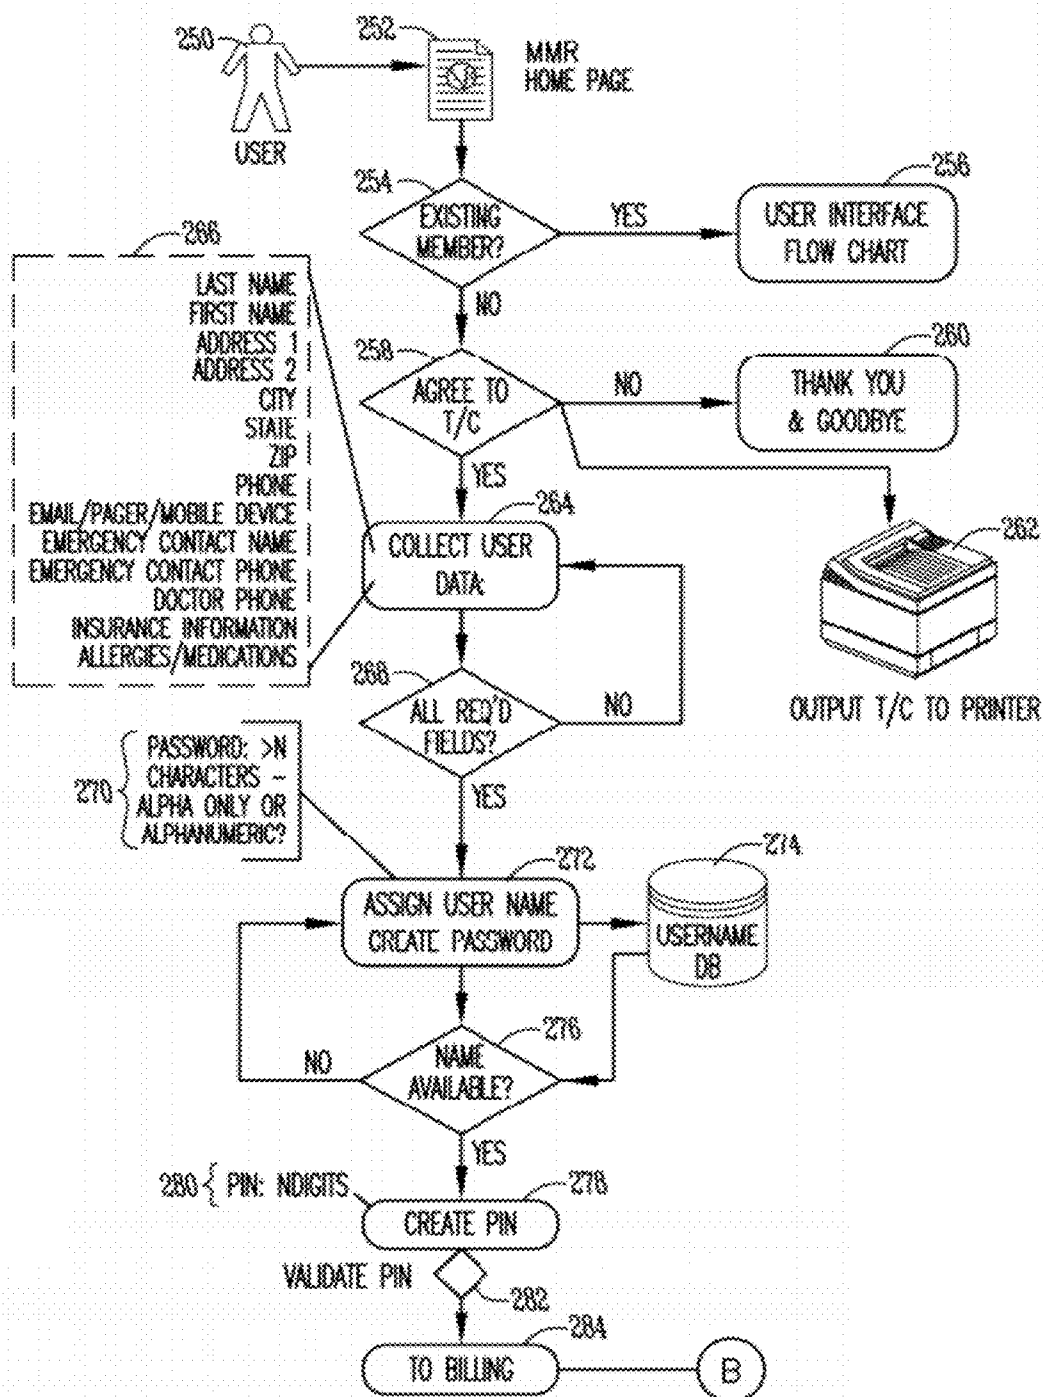 250
USER
252
MMR
HOME PAGE
254
EXISTING
MEMBER?
YES
256
USER INTERFACE
FLOW CHART
NO
266
LAST NAME
FIRST NAME
ADDRESS 1
ADDRESS 2
CITY
STATE
ZIP
PHONE
EMAIL/PAGER/MOBILE DEVICE
EMERGENCY CONTACT NAME
EMERGENCY CONTACT PHONE
DOCTOR PHONE
INSURANCE INFORMATION
ALLERGIES/MEDICATIONS
258
AGREE TO
T/C
NO
260
THANK YOU
& GOODBYE
YES
262
OUTPUT T/C TO PRINTER
264
COLLECT USER
DATA:
268
ALL REQ'D
FIELDS?
NO
YES
270
PASSWORD: >N
CHARACTERS -
ALPHA ONLY OR
ALPHANUMERIC?
272
ASSIGN USER NAME
CREATE PASSWORD
274
USERNAME
DB
276
NAME
AVAILABLE?
NO
YES
280
PIN: NDIGITS
278
CREATE PIN
VALIDATE PIN
282
284
TO BILLING
B